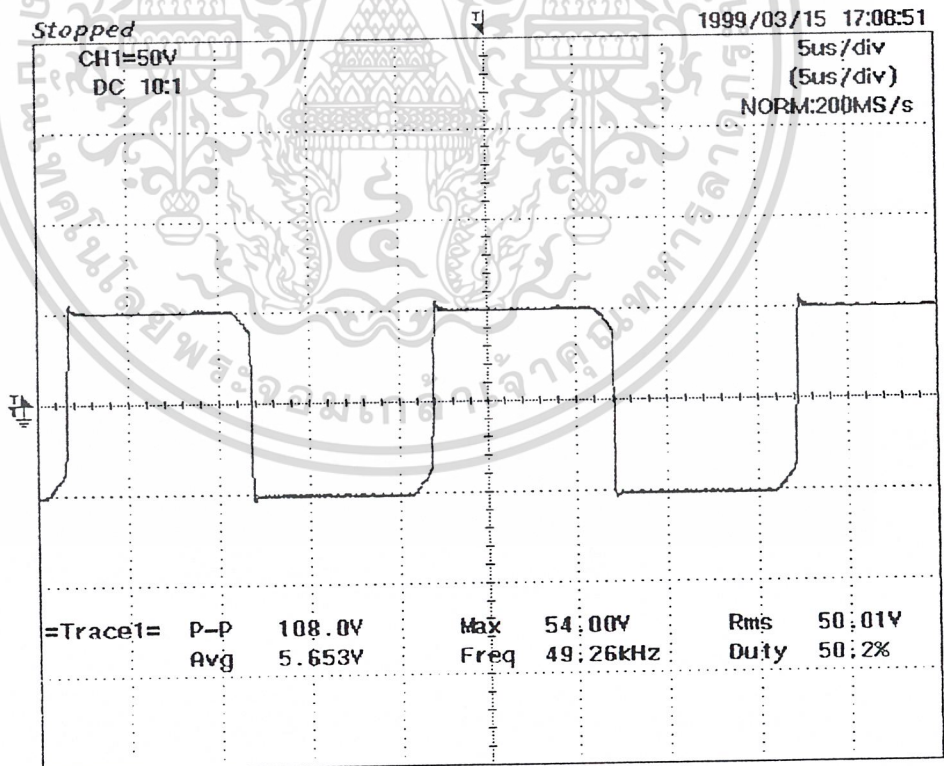 Stopped
1999/03/15 17:08:51
CH1=50V
DC 10:1
5us/div
(5us/div)
NORM:200MS/s
=Trace1= P-P 108.0V Max 54.00V Rms 50.01V
Avg 5.653V Freq 49.26kHz Duty 50.2%